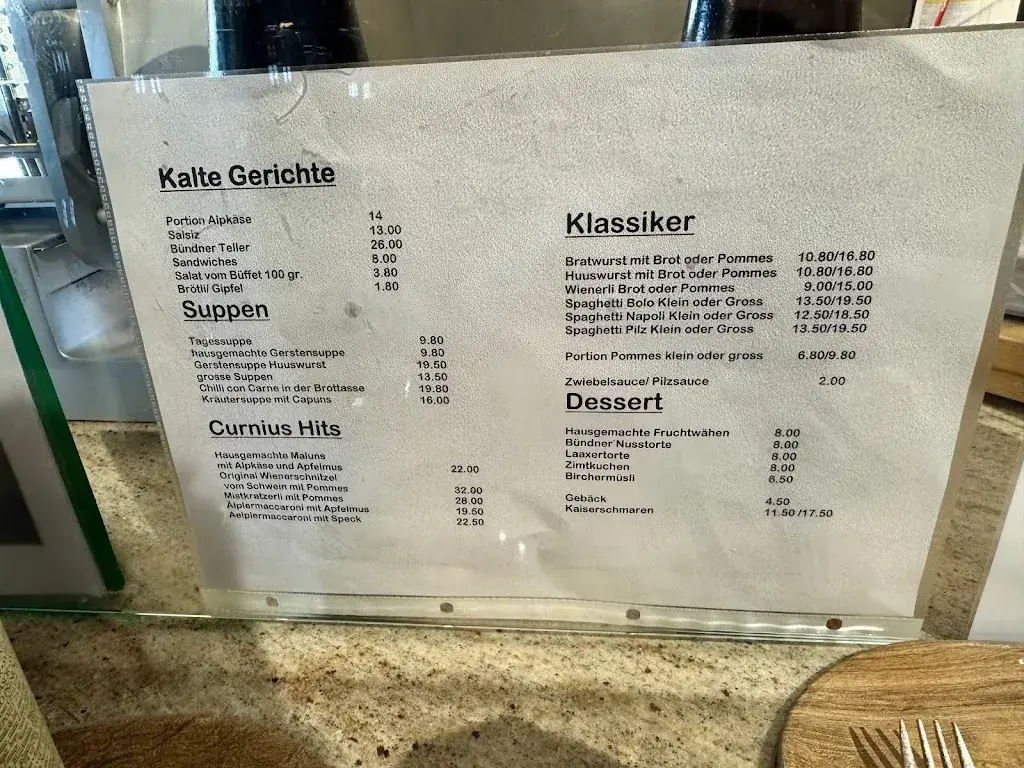 Kalte Gerichte
Portion Alpkäse 14
Salsiz 13.00
Bündner Teller 26.00
Sandwiches 8.00
Salat vom Büffet 100 gr. 3.80
Brötli/ Gipfel 1.80
Suppen
Tagessuppe 9.80
hausgemachte Gerstensuppe 9.80
Gerstensuppe Huuswurst 19.50
grosse Suppen 13.50
Chilli con Carne in der Brottasse 19.80
Kräutersuppe mit Capuns 16.00
Curnius Hits
Hausgemachte Maluns
mit Alpkäse und Apfelmus 22.00
Original Wienerschnitzel
vom Schwein mit Pommes 32.00
Mistkratzerli mit Pommes 28.00
Älplermaccaroni mit Apfelmus 19.50
Aelplermaccaroni mit Speck 22.50
Klassiker
Bratwurst mit Brot oder Pommes 10.80/16.80
Huuswurst mit Brot oder Pommes 10.80/16.80
Wienerli Brot oder Pommes 9.00/15.00
Spaghetti Bolo Klein oder Gross 13.50/19.50
Spaghetti Napoli Klein oder Gross 12.50/18.50
Spaghetti Pilz Klein oder Gross 13.50/19.50
Portion Pommes klein oder gross 6.80/9.80
Zwiebelsauce/ Pilzsauce 2.00
Dessert
Hausgemachte Fruchtwähen 8.00
Bündner Nusstorte 8.00
Laaxertorte 8.00
Zimtkuchen 8.00
Birchermüsli 6.50
Gebäck 4.50
Kaiserschmaren 11.50 /17.50